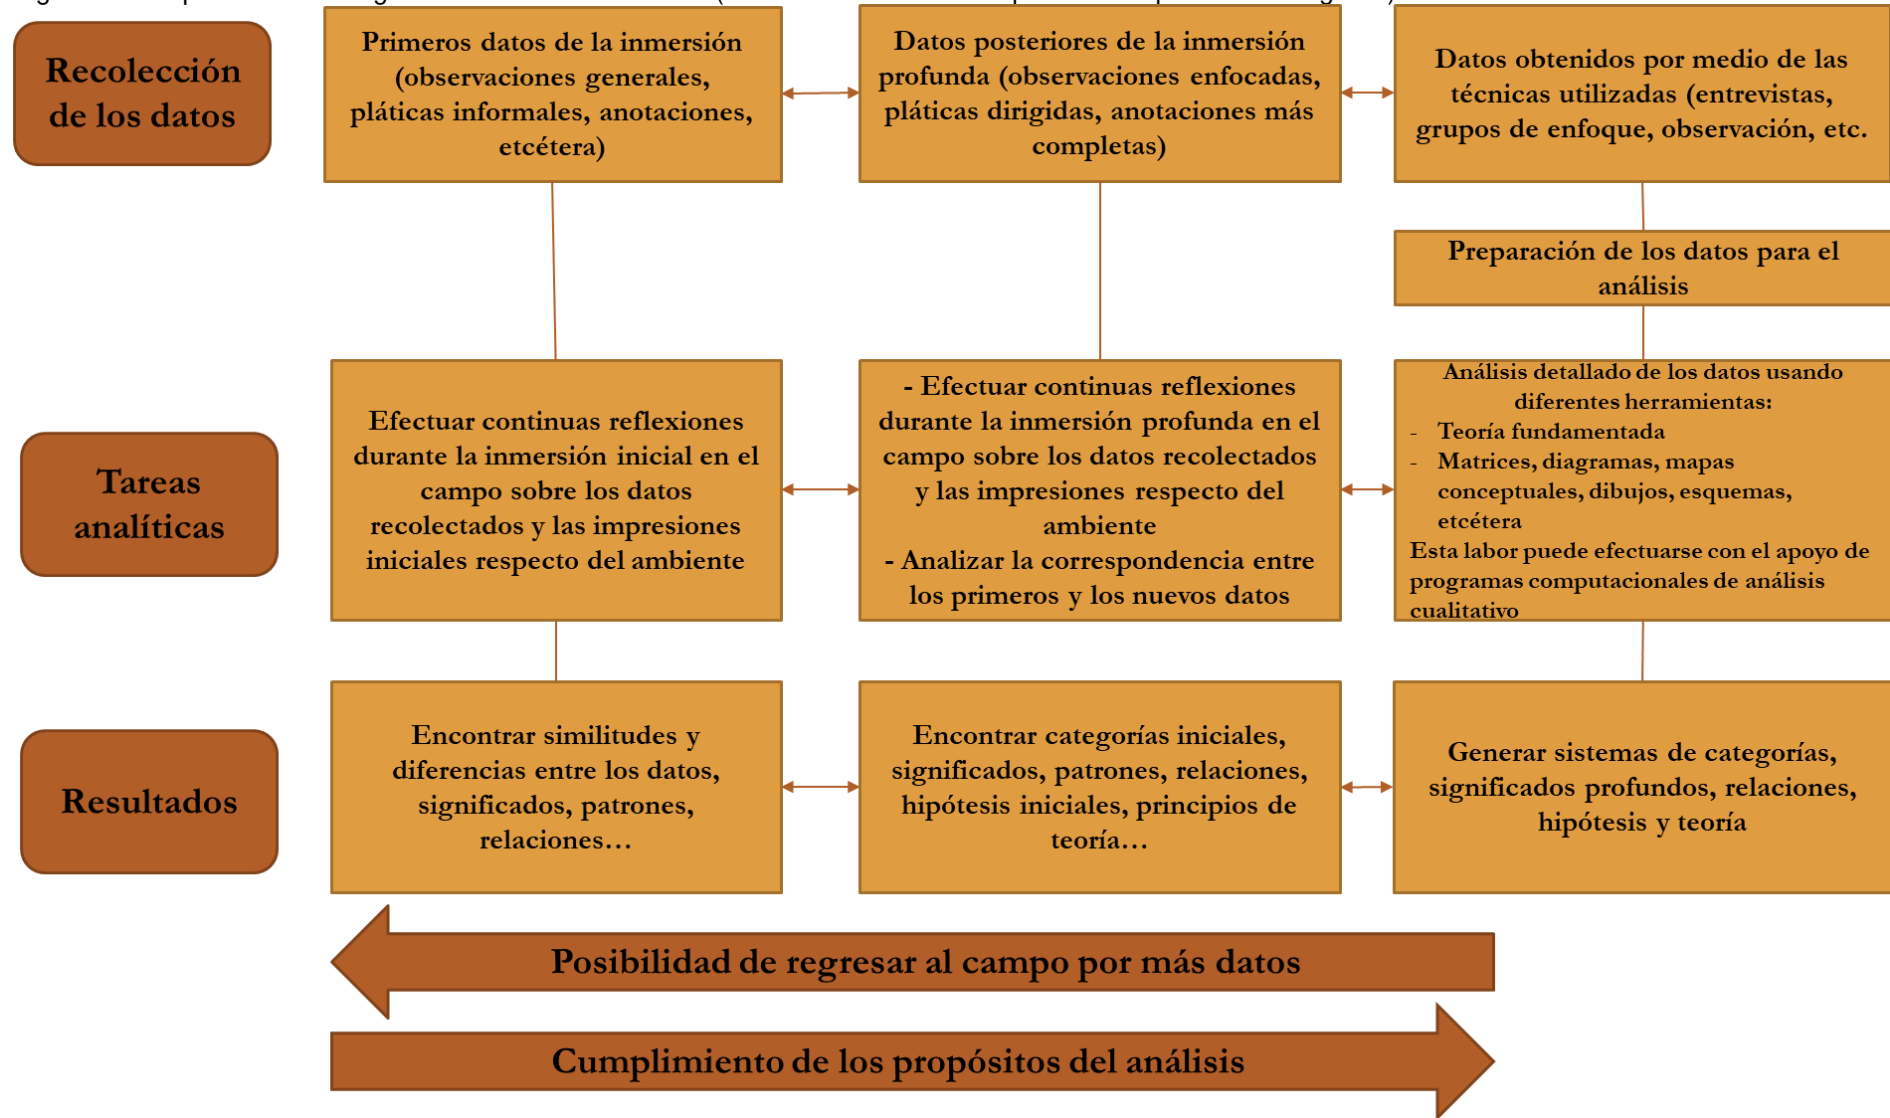 Recolección
de los datos
Primeros datos de la inmersión
(observaciones generales,
pláticas informales, anotaciones,
etcétera)
Datos posteriores de la inmersión
profunda (observaciones enfocadas,
pláticas dirigidas, anotaciones más
completas)
Datos obtenidos por medio de las
técnicas utilizadas (entrevistas,
grupos de enfoque, observación, etc.
Preparación de los datos para el
análisis
Tareas
analíticas
Efectuar continuas reflexiones
durante la inmersión inicial en el
campo sobre los datos
recolectados y las impresiones
iniciales respecto del ambiente
- Efectuar continuas reflexiones
durante la inmersión profunda en el
campo sobre los datos recolectados
y las impresiones respecto del
ambiente
- Analizar la correspondencia entre
los primeros y los nuevos datos
Análisis detallado de los datos usando
diferentes herramientas:
- Teoría fundamentada
- Matrices, diagramas, mapas
conceptuales, dibujos, esquemas,
etcétera
Esta labor puede efectuarse con el apoyo de
programas computacionales de análisis
cualitativo
Resultados
Encontrar similitudes y
diferencias entre los datos,
significados, patrones,
relaciones…
Encontrar categorías iniciales,
significados, patrones, relaciones,
hipótesis iniciales, principios de
teoría…
Generar sistemas de categorías,
significados profundos, relaciones,
hipótesis y teoría
Posibilidad de regresar al campo por más datos
Cumplimiento de los propósitos del análisis